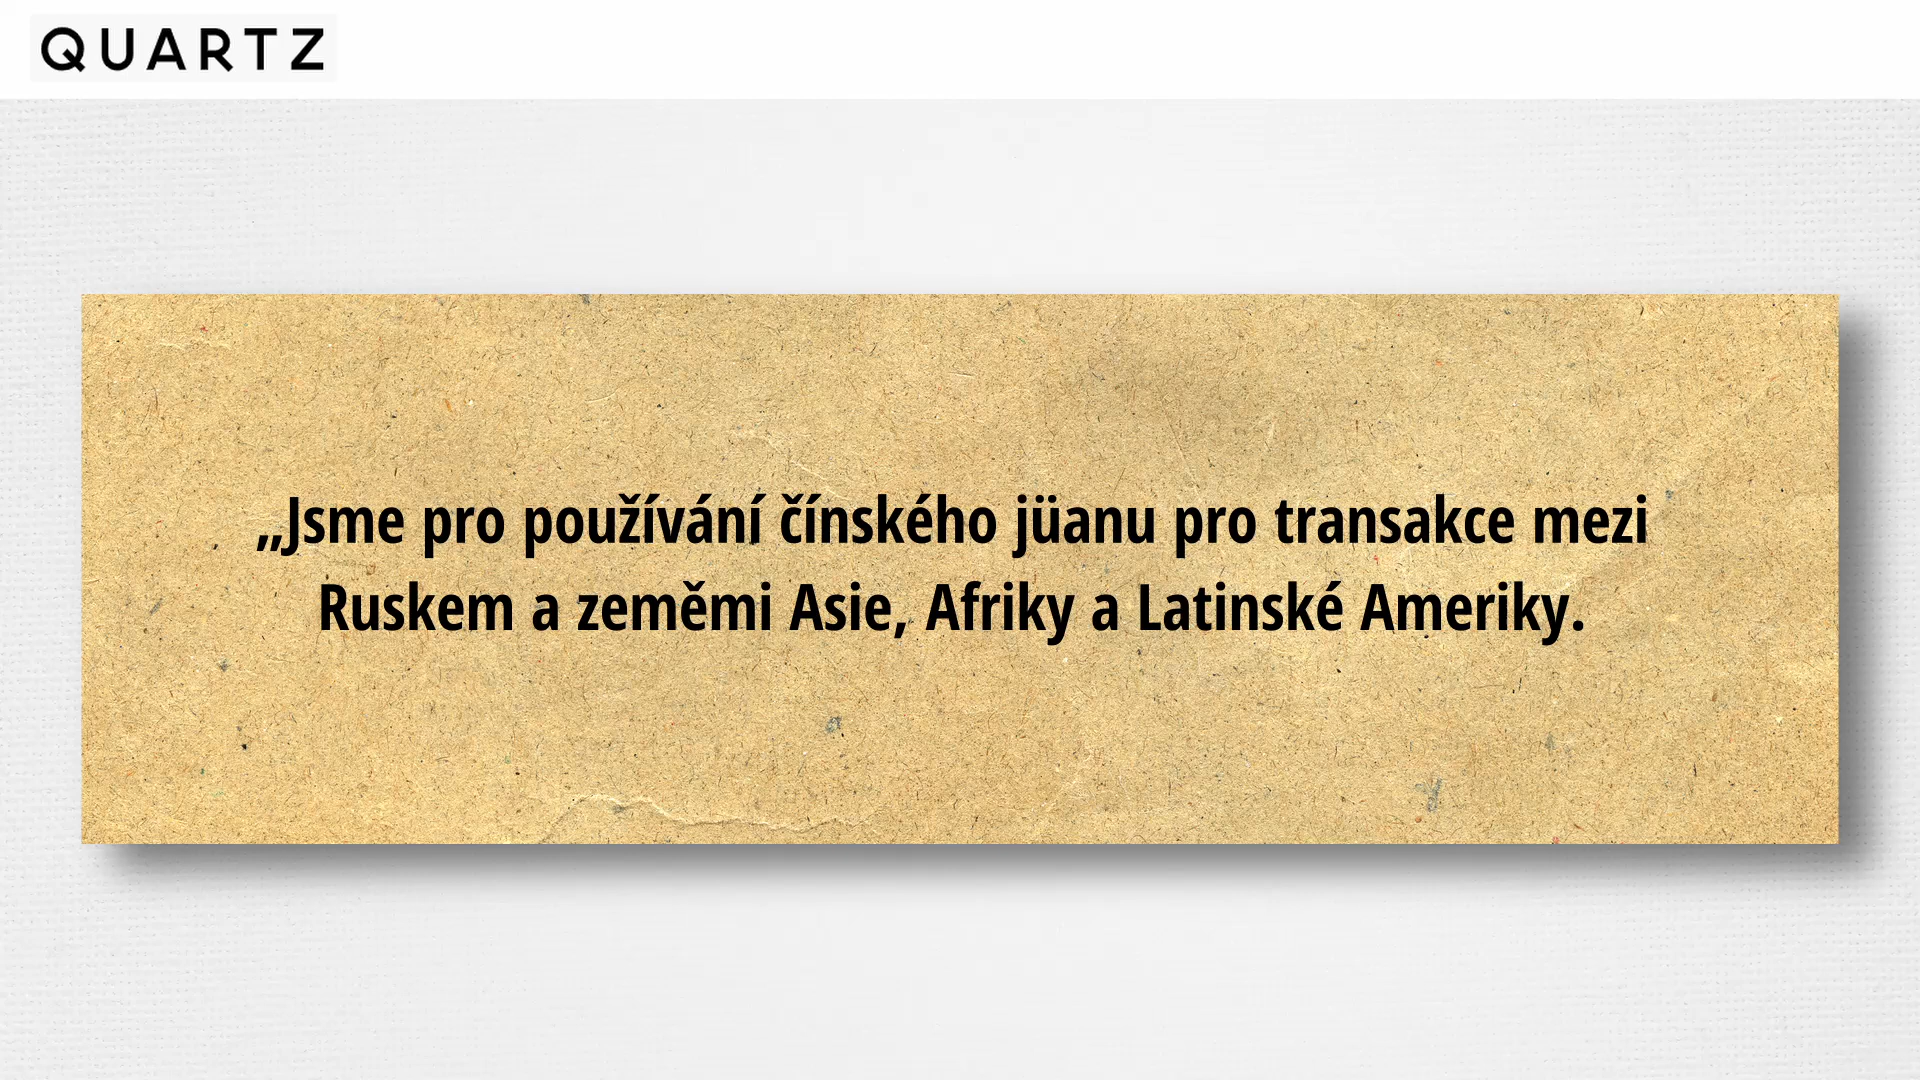 QUARTZ
„Jsme pro používání čínského jüanu pro transakce mezi
Ruskem a zeměmi Asie, Afriky a Latinské Ameriky.